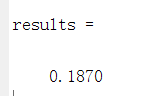 results =
0.1870